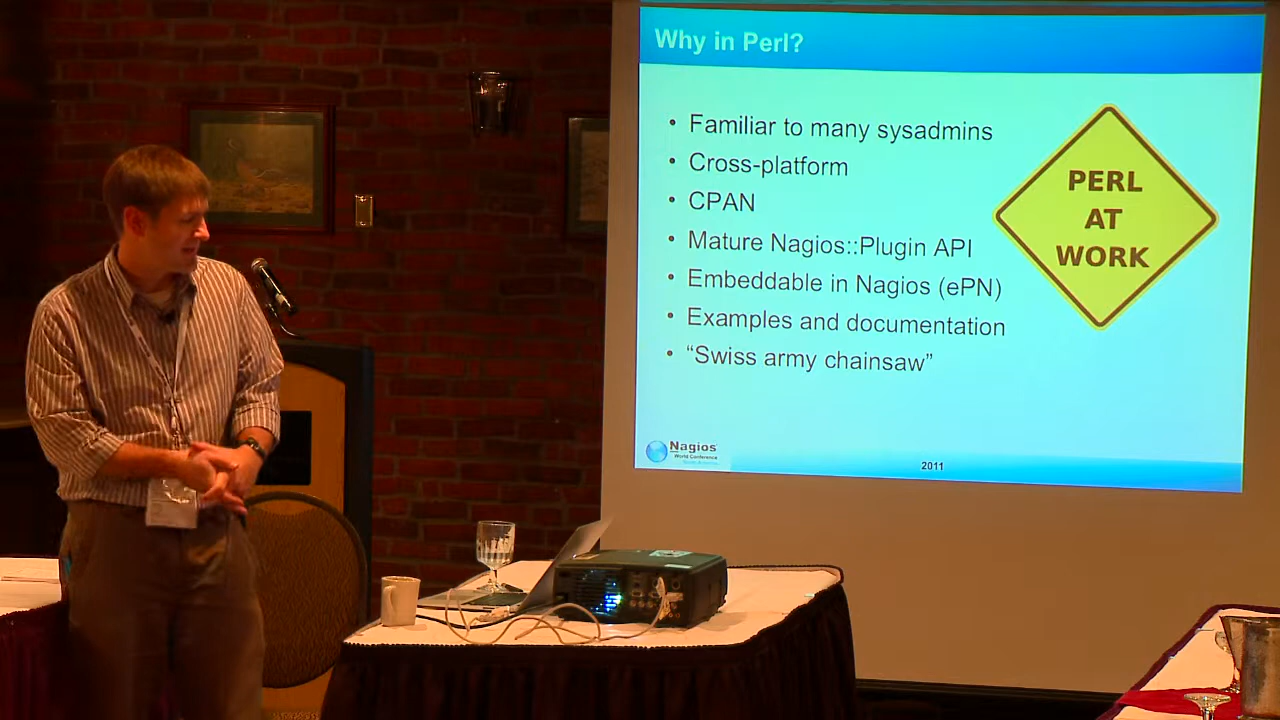 Why in Perl?
• Familiar to many sysadmins
• Cross-platform
• CPAN
• Mature Nagios::Plugin API
• Embeddable in Nagios (ePN)
• Examples and documentation
• “Swiss army chainsaw”
PERL
AT
WORK
Nagios
World Conference
2011